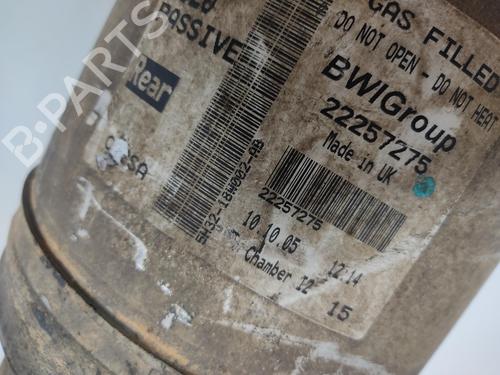 PASSIVE
Rear
GAS FILLED
DO NOT OPEN - DO NOT HEAT
BWIGroup
22257275
Made in UK
22257275
10.10.05 12:14
Chamber 12
15
B-PARTS